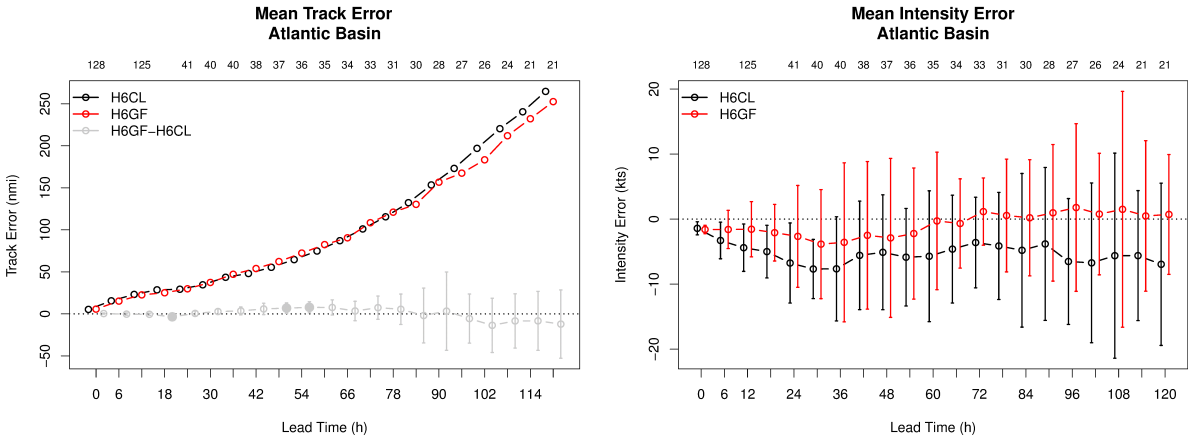 Mean Track Error
Atlantic Basin
128 125 41 40 40 38 37 36 35 34 33 31 30 28 27 26 24 21 21
H6CL
H6GF
H6GF−H6CL
Track Error (nmi)
250
200
150
100
50
0
−50
0 6 18 30 42 54 66 78 90 102 114
Lead Time (h)
Mean Intensity Error
Atlantic Basin
128 125 41 40 40 38 37 36 35 34 33 31 30 28 27 26 24 21 21
H6CL
H6GF
Intensity Error (kts)
20
10
0
−10
−20
0 6 12 24 36 48 60 72 84 96 108 120
Lead Time (h)